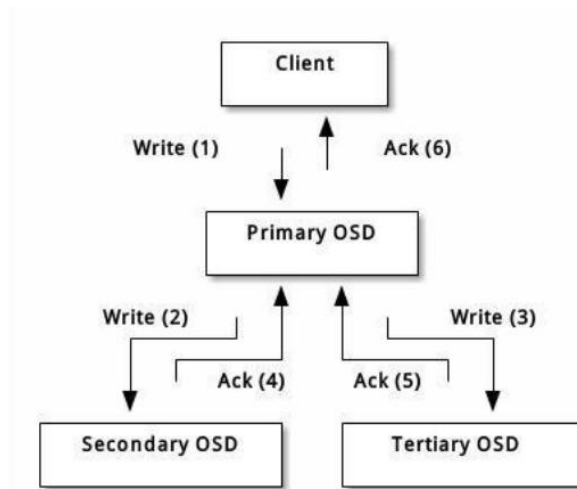 Client
Write (1)
Ack (6)
Primary OSD
Write (2)
Write (3)
Ack (4)
Ack (5)
Secondary OSD
Tertiary OSD